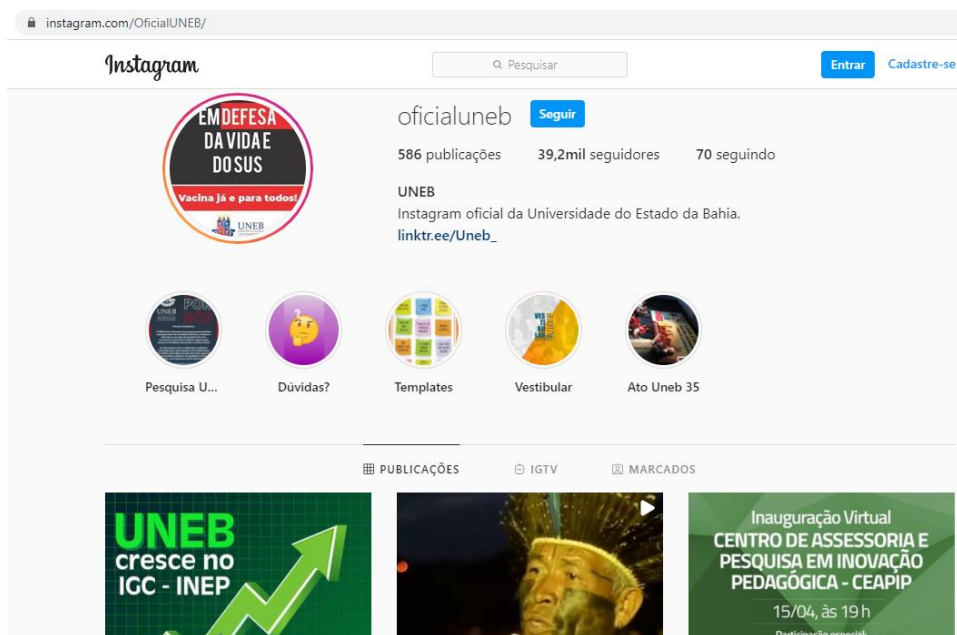 instagram.com/OficialUNEB/
Instagram
Pesquisar
Entrar
Cadastre-se
EM DEFESA
DA VIDA E
DO SUS
Vacina já e para todos!
UNEB
oficialuneb
Seguir
586 publicações 39,2mil seguidores 70 seguindo
UNEB
Instagram oficial da Universidade do Estado da Bahia.
linktr.ee/Uneb_
UNEB
Pesquisa U...
Dúvidas?
Templates
Vestibular
Ato Uneb 35
PUBLICAÇÕES
IGTV
MARCADOS
UNEB
cresce no
IGC - INEP
Inauguração Virtual
CENTRO DE ASSESSORIA E
PESQUISA EM INOVAÇÃO
PEDAGÓGICA - CEAPIP
15/04, às 19 h
Participação especial: